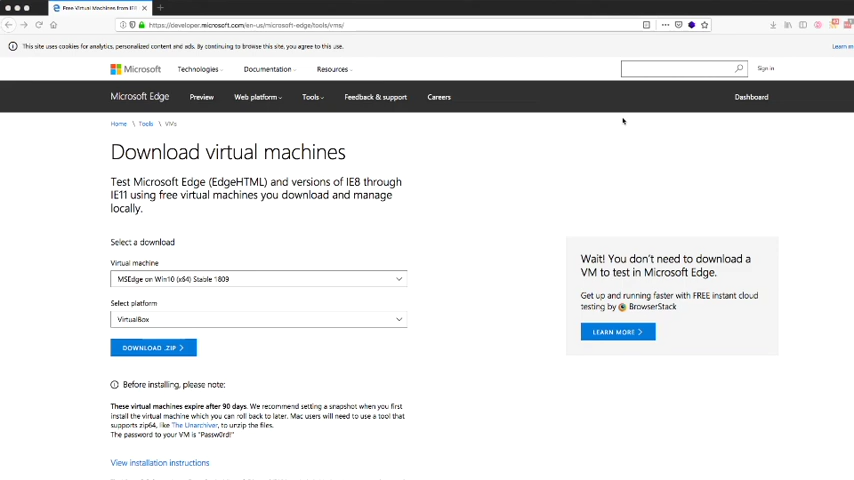 Free Virtual Machines from IE8
https://developer.microsoft.com/en-us/microsoft-edge/tools/vms/
This site uses cookies for analytics, personalized content and ads. By continuing to browse this site, you agree to this use.
Learn m
Microsoft
Technologies
Documentation
Resources
Sign in
Microsoft Edge
Preview
Web platform
Tools
Feedback & support
Careers
Dashboard
Home \ Tools \ VMs
Download virtual machines
Test Microsoft Edge (EdgeHTML) and versions of IE8 through
IE11 using free virtual machines you download and manage
locally.
Select a download
Virtual machine
MSEdge on Win10 (x64) Stable 1809
Select platform
VirtualBox
DOWNLOAD .ZIP >
Wait! You don't need to download a
VM to test in Microsoft Edge.
Get up and running faster with FREE instant cloud
testing by BrowserStack
LEARN MORE >
Before installing, please note:
These virtual machines expire after 90 days. We recommend setting a snapshot when you first
install the virtual machine which you can roll back to later. Mac users will need to use a tool that
supports zip64, like The Unarchiver, to unzip the files.
The password to your VM is "Passw0rd!"
View installation instructions